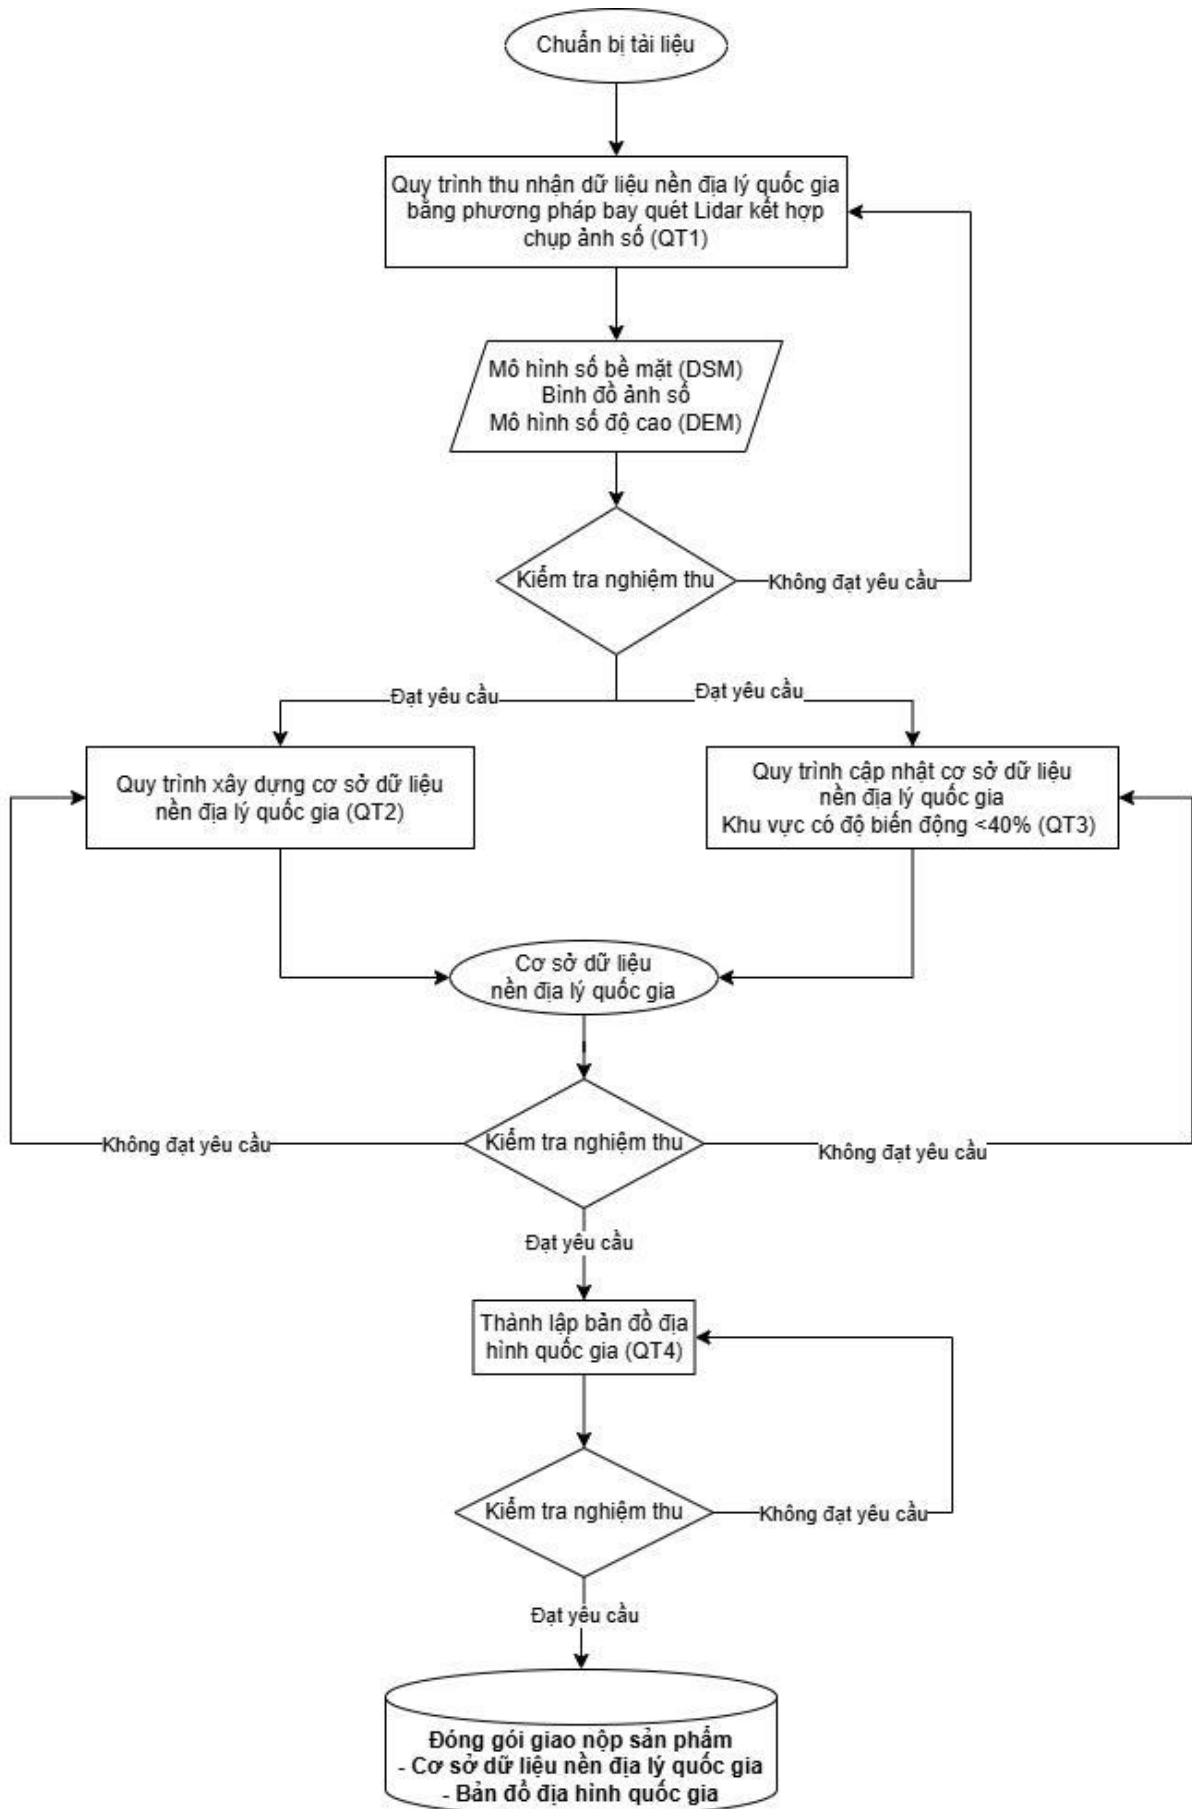 Chuẩn bị tài liệu
Quy trình thu nhận dữ liệu nền địa lý quốc gia
bằng phương pháp bay quét Lidar kết hợp
chụp ảnh số (QT1)
Mô hình số bề mặt (DSM)
Bình đồ ảnh số
Mô hình số độ cao (DEM)
Kiểm tra nghiệm thu
Không đạt yêu cầu
Đạt yêu cầu
Đạt yêu cầu
Quy trình xây dựng cơ sở dữ liệu
nền địa lý quốc gia (QT2)
Quy trình cập nhật cơ sở dữ liệu
nền địa lý quốc gia
Khu vực có độ biến động <40% (QT3)
Cơ sở dữ liệu
nền địa lý quốc gia
Không đạt yêu cầu
Kiểm tra nghiệm thu
Không đạt yêu cầu
Đạt yêu cầu
Thành lập bản đồ địa
hình quốc gia (QT4)
Kiểm tra nghiệm thu
Không đạt yêu cầu
Đạt yêu cầu
Đóng gói giao nộp sản phẩm
- Cơ sở dữ liệu nền địa lý quốc gia
- Bản đồ địa hình quốc gia